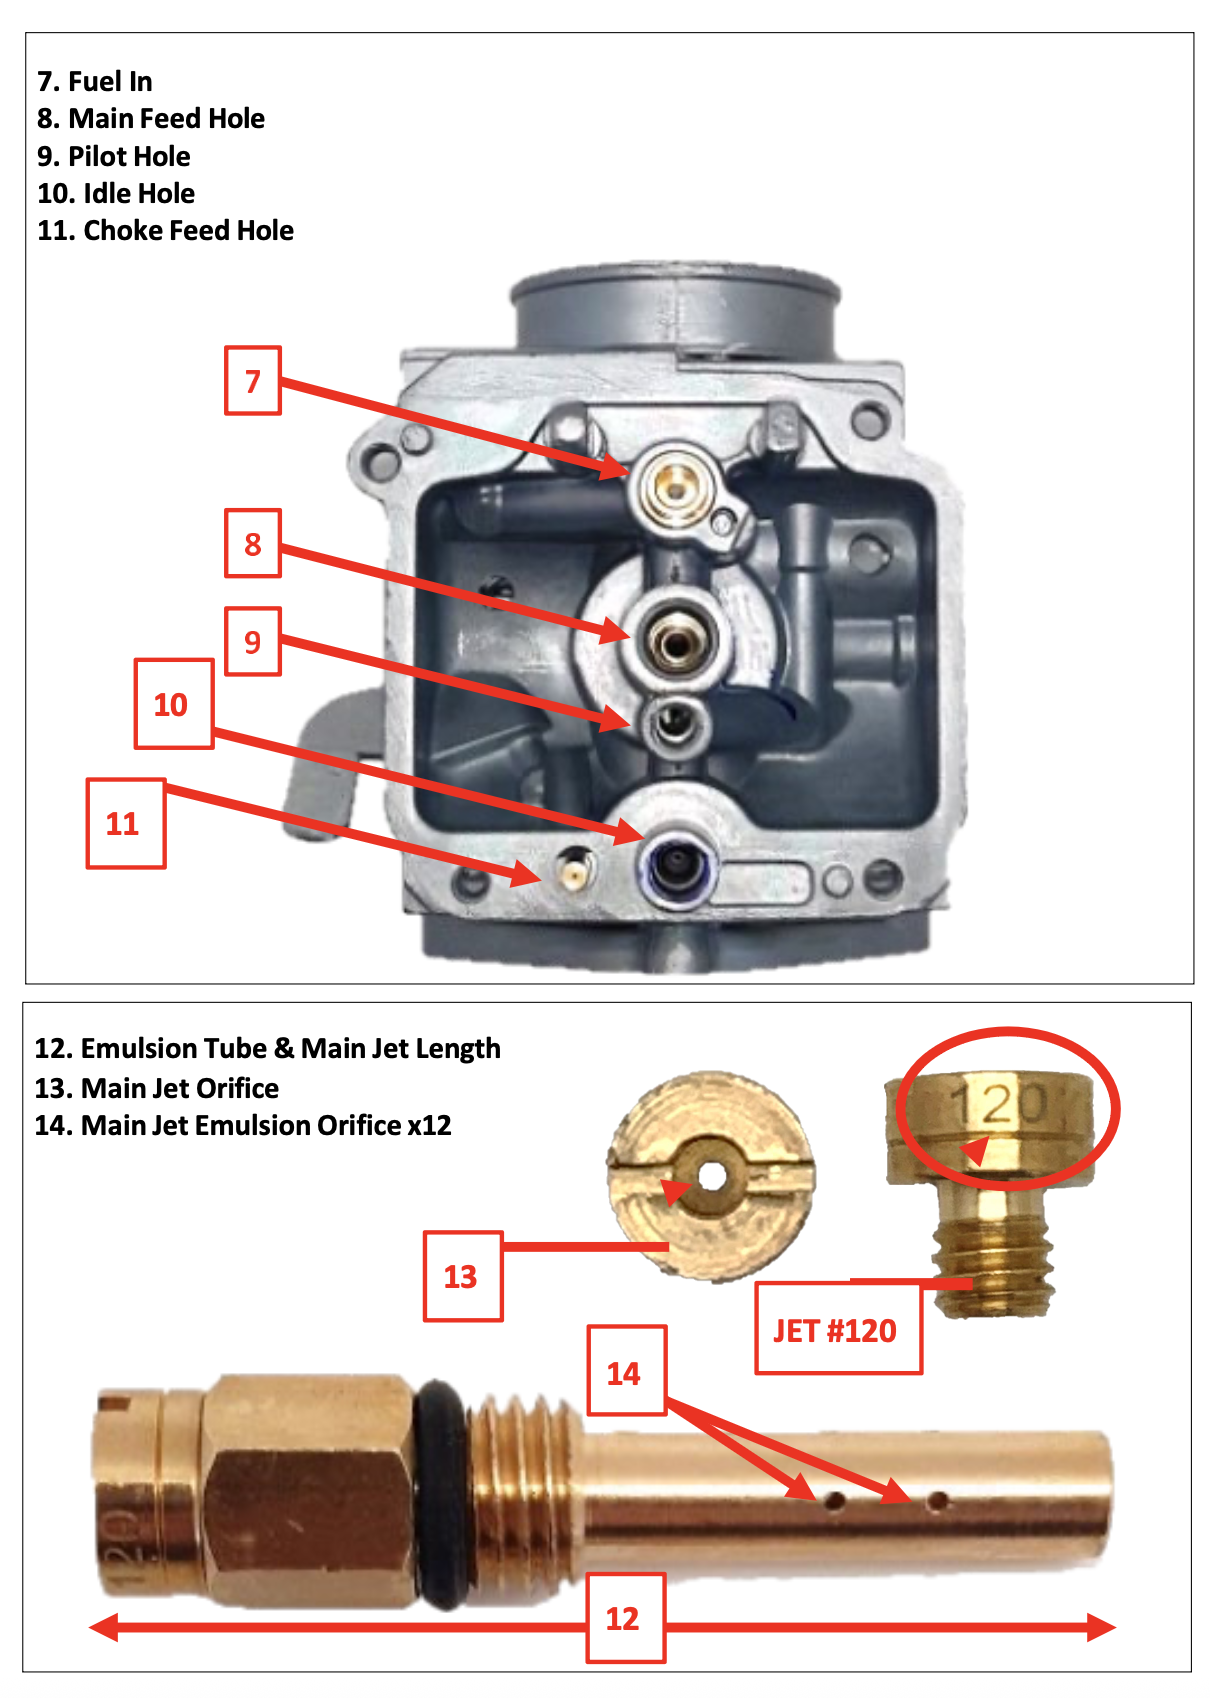 7. Fuel In
8. Main Feed Hole
9. Pilot Hole
10. Idle Hole
11. Choke Feed Hole
7
8
9
10
11
12. Emulsion Tube & Main Jet Length
13. Main Jet Orifice
14. Main Jet Emulsion Orifice x12
120
13
JET #120
14
120
12